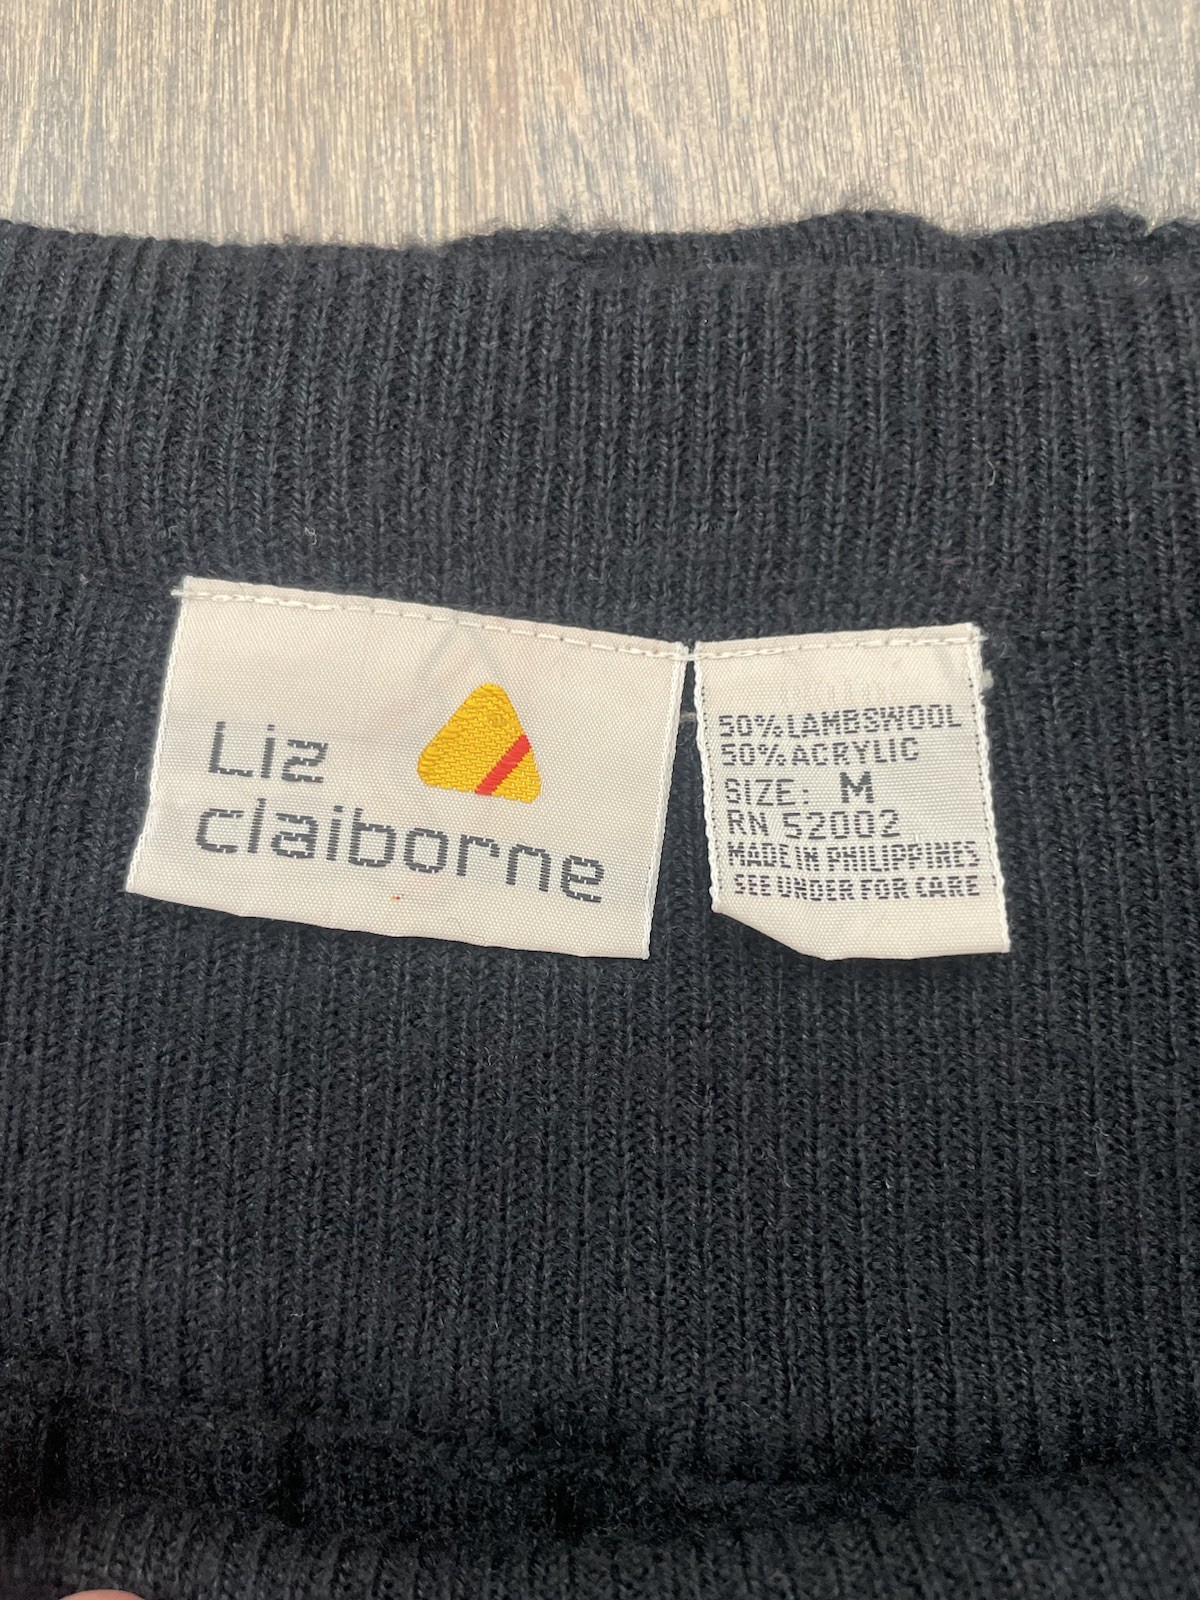 Liz
claiborne
50% LAMBSWOOL
50% ACRYLIC
SIZE: M
RN 52002
MADE IN PHILIPPINES
SEE UNDER FOR CARE